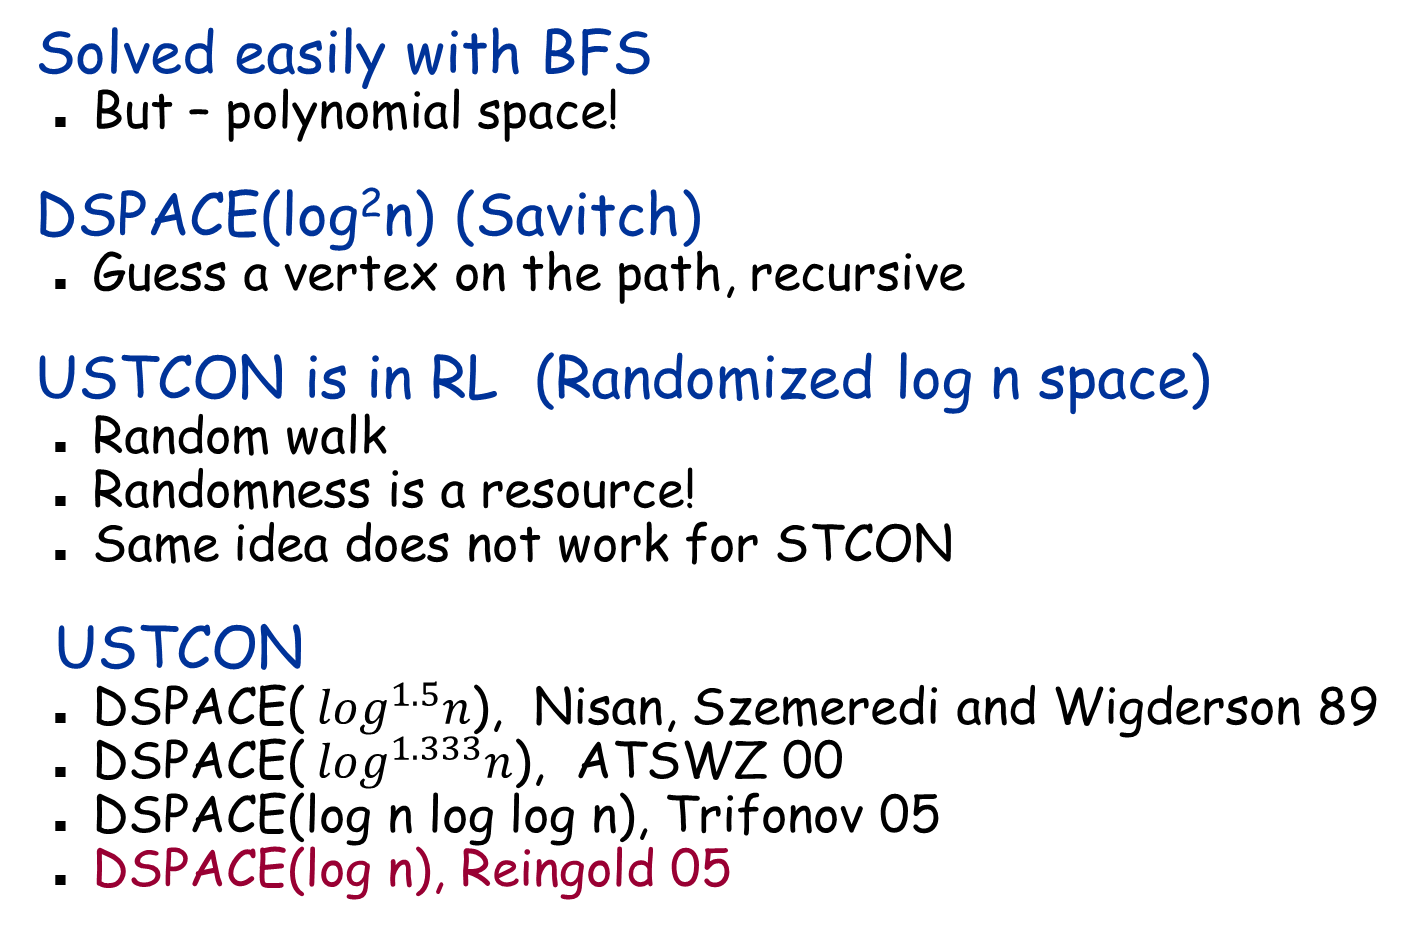 Solved easily with BFS
▪ But – polynomial space!
DSPACE(log²n) (Savitch)
▪ Guess a vertex on the path, recursive
USTCON is in RL (Randomized log n space)
▪ Random walk
▪ Randomness is a resource!
▪ Same idea does not work for STCON
USTCON
▪ DSPACE( log^1.5 n), Nisan, Szemeredi and Wigderson 89
▪ DSPACE( log^1.333 n), ATSWZ 00
▪ DSPACE(log n log log n), Trifonov 05
▪ DSPACE(log n), Reingold 05